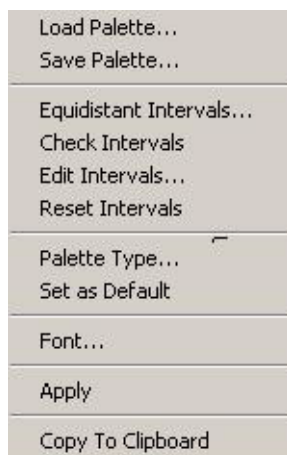 Load Palette...
Save Palette...
Equidistant Intervals...
Check Intervals
Edit Intervals...
Reset Intervals
Palette Type...
Set as Default
Font...
Apply
Copy To Clipboard